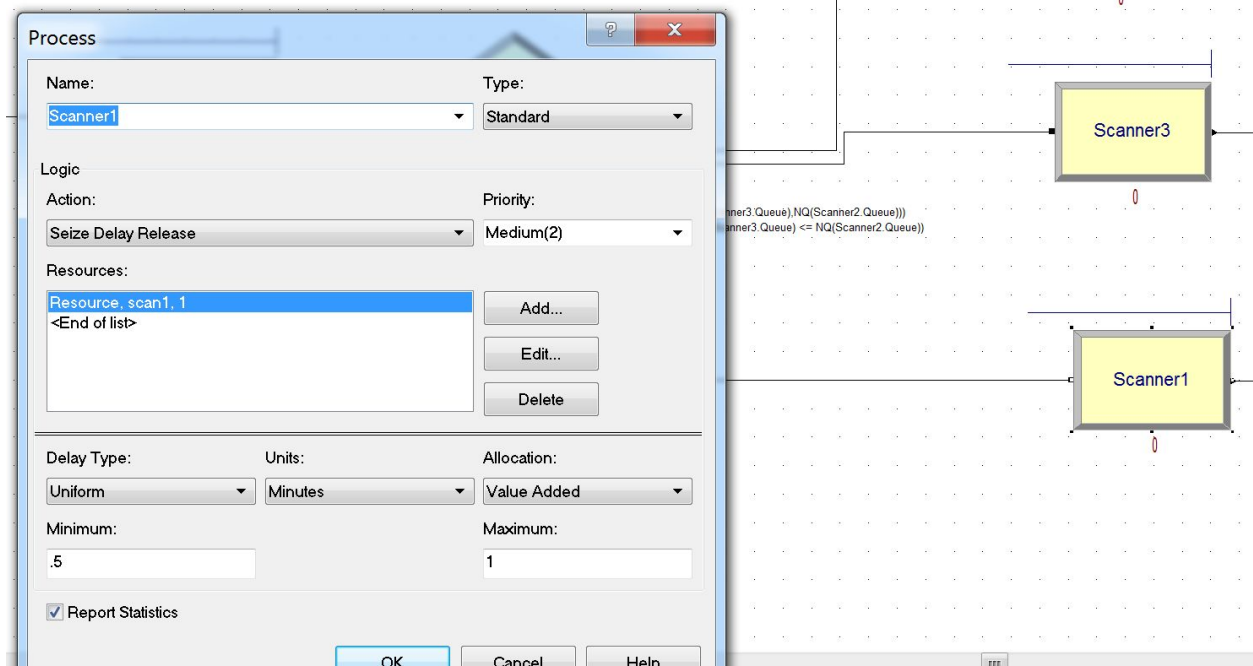 Process
Name:
Type:
Scanner1
Standard
Logic
Action:
Priority:
Seize Delay Release
Medium(2)
Resources:
Resource, scan1, 1
<End of list>
Add...
Edit...
Delete
Delay Type:
Units:
Allocation:
Uniform
Minutes
Value Added
Minimum:
Maximum:
.5
1
Report Statistics
OK
Cancel
Help
Scanner3
0
nner3.Queue),NQ(Scanner2.Queue)))
anner3.Queue) <= NQ(Scanner2.Queue))
Scanner1
0